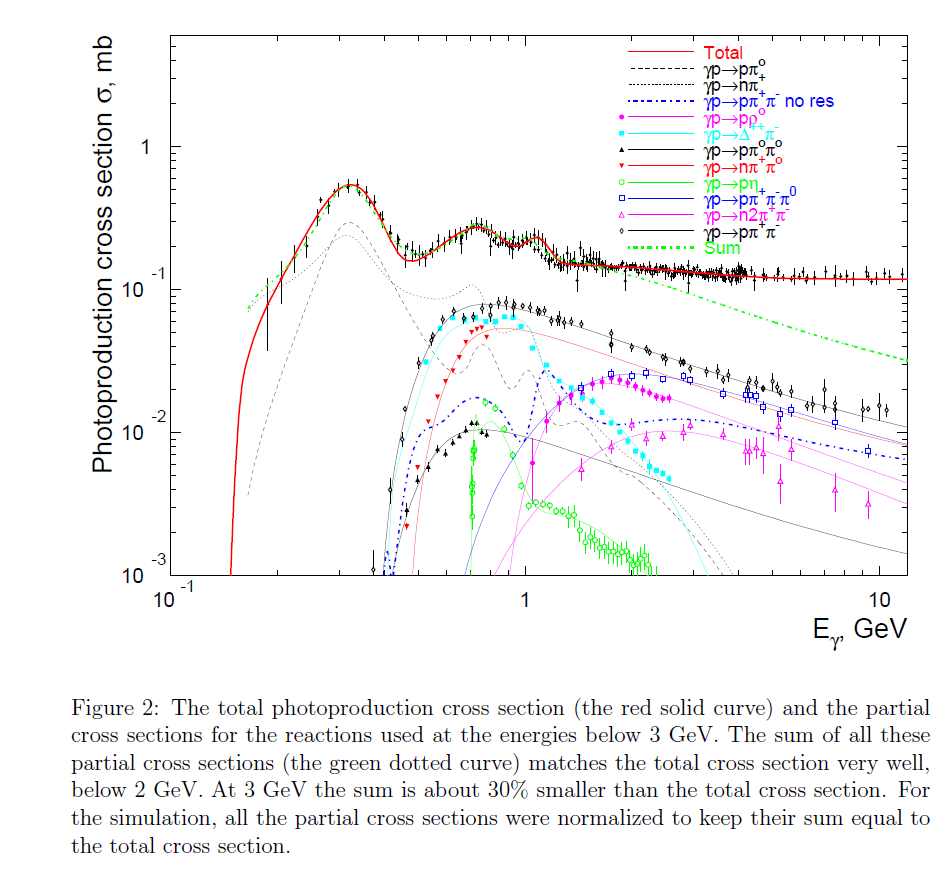 Photoproduction cross section σ, mb
1
10⁻¹
10⁻²
10⁻³
10⁻¹
1
10
E_γ, GeV
Total
γp→pπ⁰
γp→nπ⁺
γp→pπ⁺π⁻ no res
γp→pρ⁰
γp→Δ⁺⁺π⁻
γp→pπ⁰π⁰
γp→nπ⁺π⁰
γp→pη
γp→pπ⁺π⁻π⁰
γp→n2π⁺π⁻
γp→pπ⁺π⁻
Sum
Figure 2: The total photoproduction cross section (the red solid curve) and the partial
cross sections for the reactions used at the energies below 3 GeV. The sum of all these
partial cross sections (the green dotted curve) matches the total cross section very well,
below 2 GeV. At 3 GeV the sum is about 30% smaller than the total cross section. For
the simulation, all the partial cross sections were normalized to keep their sum equal to
the total cross section.